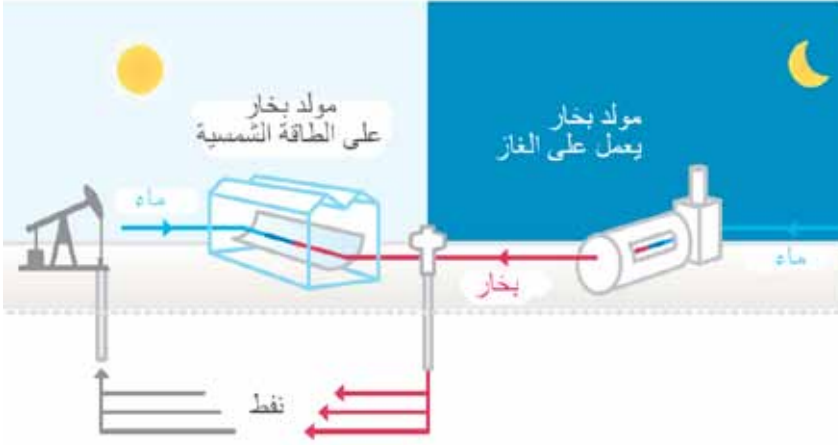 مولد بخار
على الطاقة الشمسية
مولد بخار
يعمل على الغاز
ماء
ماء
بخار
نفط